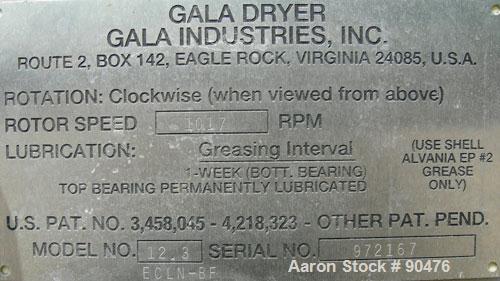 GALA DRYER
GALA INDUSTRIES, INC.
ROUTE 2, BOX 142, EAGLE ROCK, VIRGINIA 24085, U.S.A.
ROTATION: Clockwise (when viewed from above)
ROTOR SPEED 1017 RPM
LUBRICATION: Greasing Interval
1-WEEK (BOTT. BEARING)
TOP BEARING PERMANENTLY LUBRICATED
(USE SHELL
ALVANIA EP #2
GREASE
ONLY)
U.S. PAT. NO. 3,458,045 - 4,218,323 - OTHER PAT. PEND.
MODEL NO. 12.3 SERIAL NO. 972167
ECLN-BF
Aaron Stock # 90476